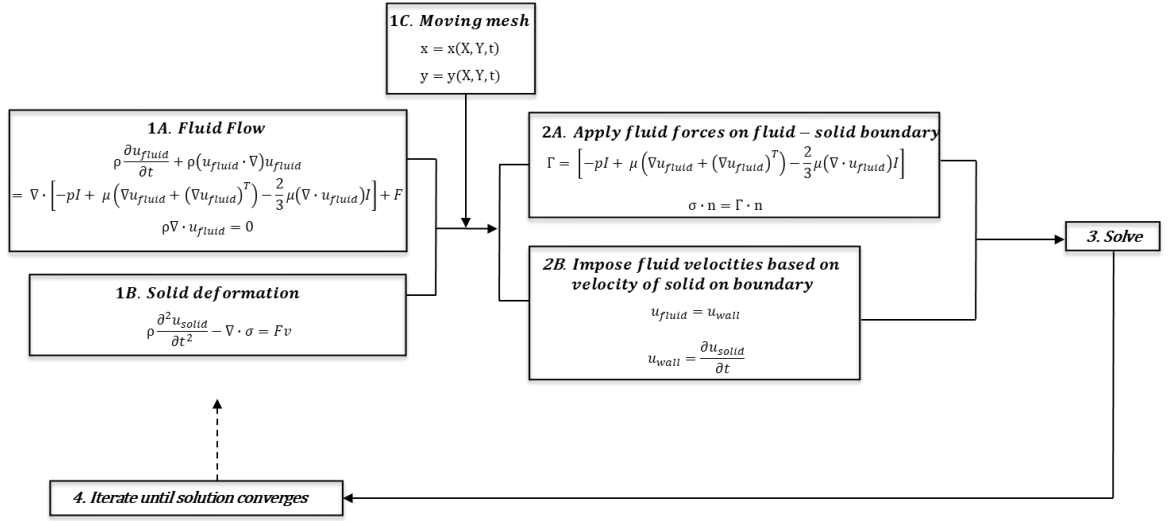 1C. Moving mesh
x = x(X,Y,t)
y = y(X,Y,t)
1A. Fluid Flow
ρ ∂u_fluid/∂t + ρ(u_fluid · ∇)u_fluid
= ∇ · [−pI + μ(∇u_fluid + (∇u_fluid)^T) − 2/3 μ(∇ · u_fluid)I] + F
ρ∇ · u_fluid = 0
1B. Solid deformation
ρ ∂²u_solid/∂t² − ∇ · σ = Fv
2A. Apply fluid forces on fluid − solid boundary
Γ = [−pI + μ(∇u_fluid + (∇u_fluid)^T) − 2/3 μ(∇ · u_fluid)I]
σ · n = Γ · n
2B. Impose fluid velocities based on
velocity of solid on boundary
u_fluid = u_wall
u_wall = ∂u_solid/∂t
3. Solve
4. Iterate until solution converges